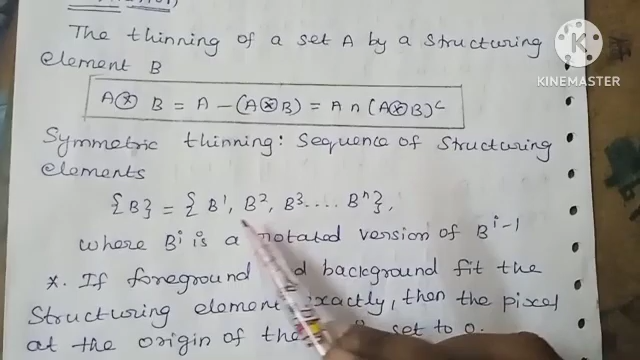 The thinning of a set A by a structuring
element B
A⊛ B = A - (A⊛B) = A ∩ (A⊛B)ᶜ
Symmetric thinning: sequence of structuring
elements
{B} = {B¹, B², B³.... Bⁿ},
where Bⁱ is a rotated version of Bⁱ⁻¹
*. If foreground background fit the
structuring element exactly, then the pixel
at the origin of the set to 0.
KINEMASTER